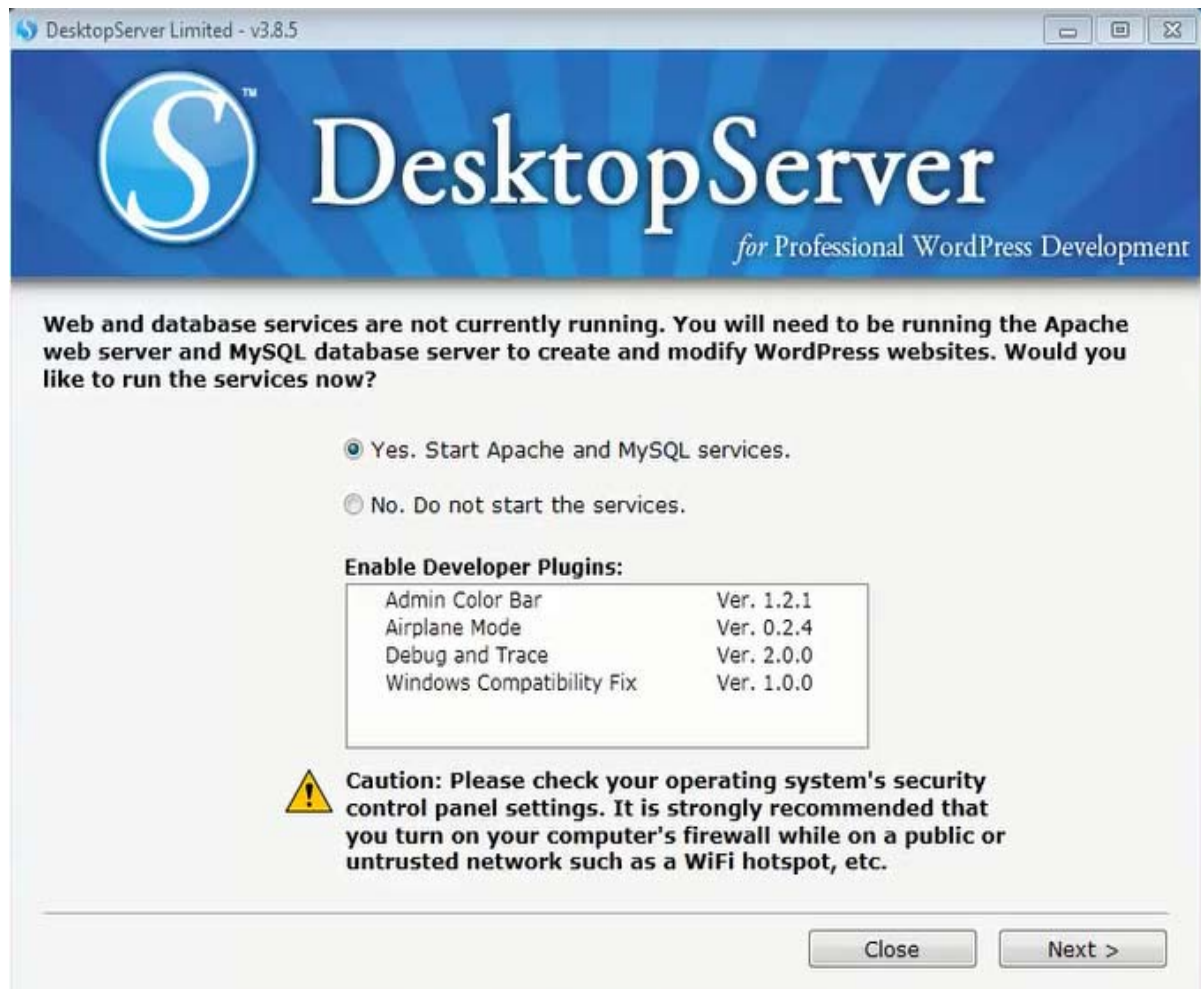 DesktopServer Limited - v3.8.5
S™
DesktopServer
for Professional WordPress Development
Web and database services are not currently running. You will need to be running the Apache
web server and MySQL database server to create and modify WordPress websites. Would you
like to run the services now?
Yes. Start Apache and MySQL services.
No. Do not start the services.
Enable Developer Plugins:
Admin Color Bar Ver. 1.2.1
Airplane Mode Ver. 0.2.4
Debug and Trace Ver. 2.0.0
Windows Compatibility Fix Ver. 1.0.0
Caution: Please check your operating system's security
control panel settings. It is strongly recommended that
you turn on your computer's firewall while on a public or
untrusted network such as a WiFi hotspot, etc.
Close Next >